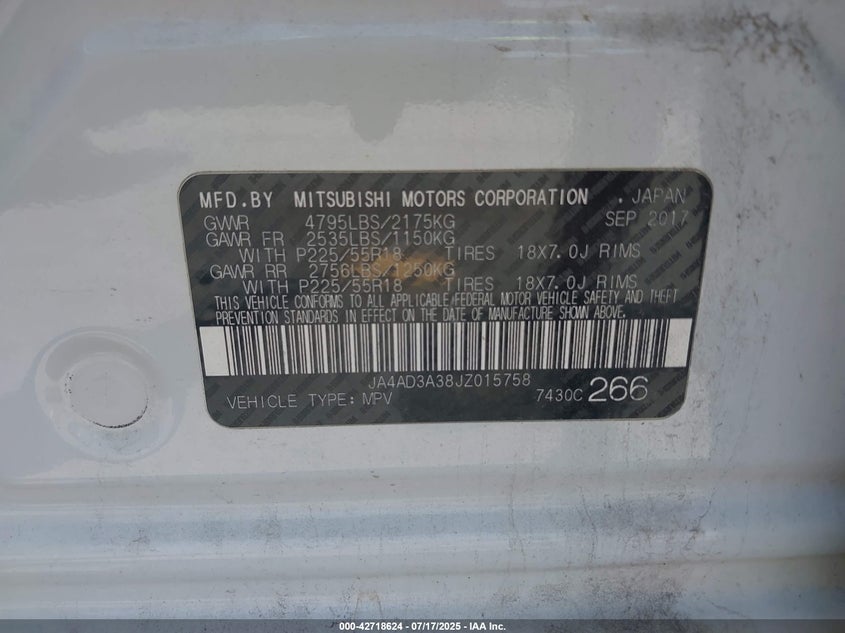 MFD.BY MITSUBISHI MOTORS CORPORATION . JAPAN
GVWR 4795LBS/2175KG SEP 2017
GAWR FR 2535LBS/1150KG
WITH P225/55R18 TIRES 18X7.0J RIMS
GAWR RR 2756LBS/1250KG
WITH P225/55R18 TIRES 18X7.0J RIMS
THIS VEHICLE CONFORMS TO ALL APPLICABLE FEDERAL MOTOR VEHICLE SAFETY AND THEFT
PREVENTION STANDARDS IN EFFECT ON THE DATE OF MANUFACTURE SHOWN ABOVE.
JA4AD3A38JZ015758
VEHICLE TYPE: MPV 7430C 266
000-42718624 - 07/17/2025 - IAA Inc.